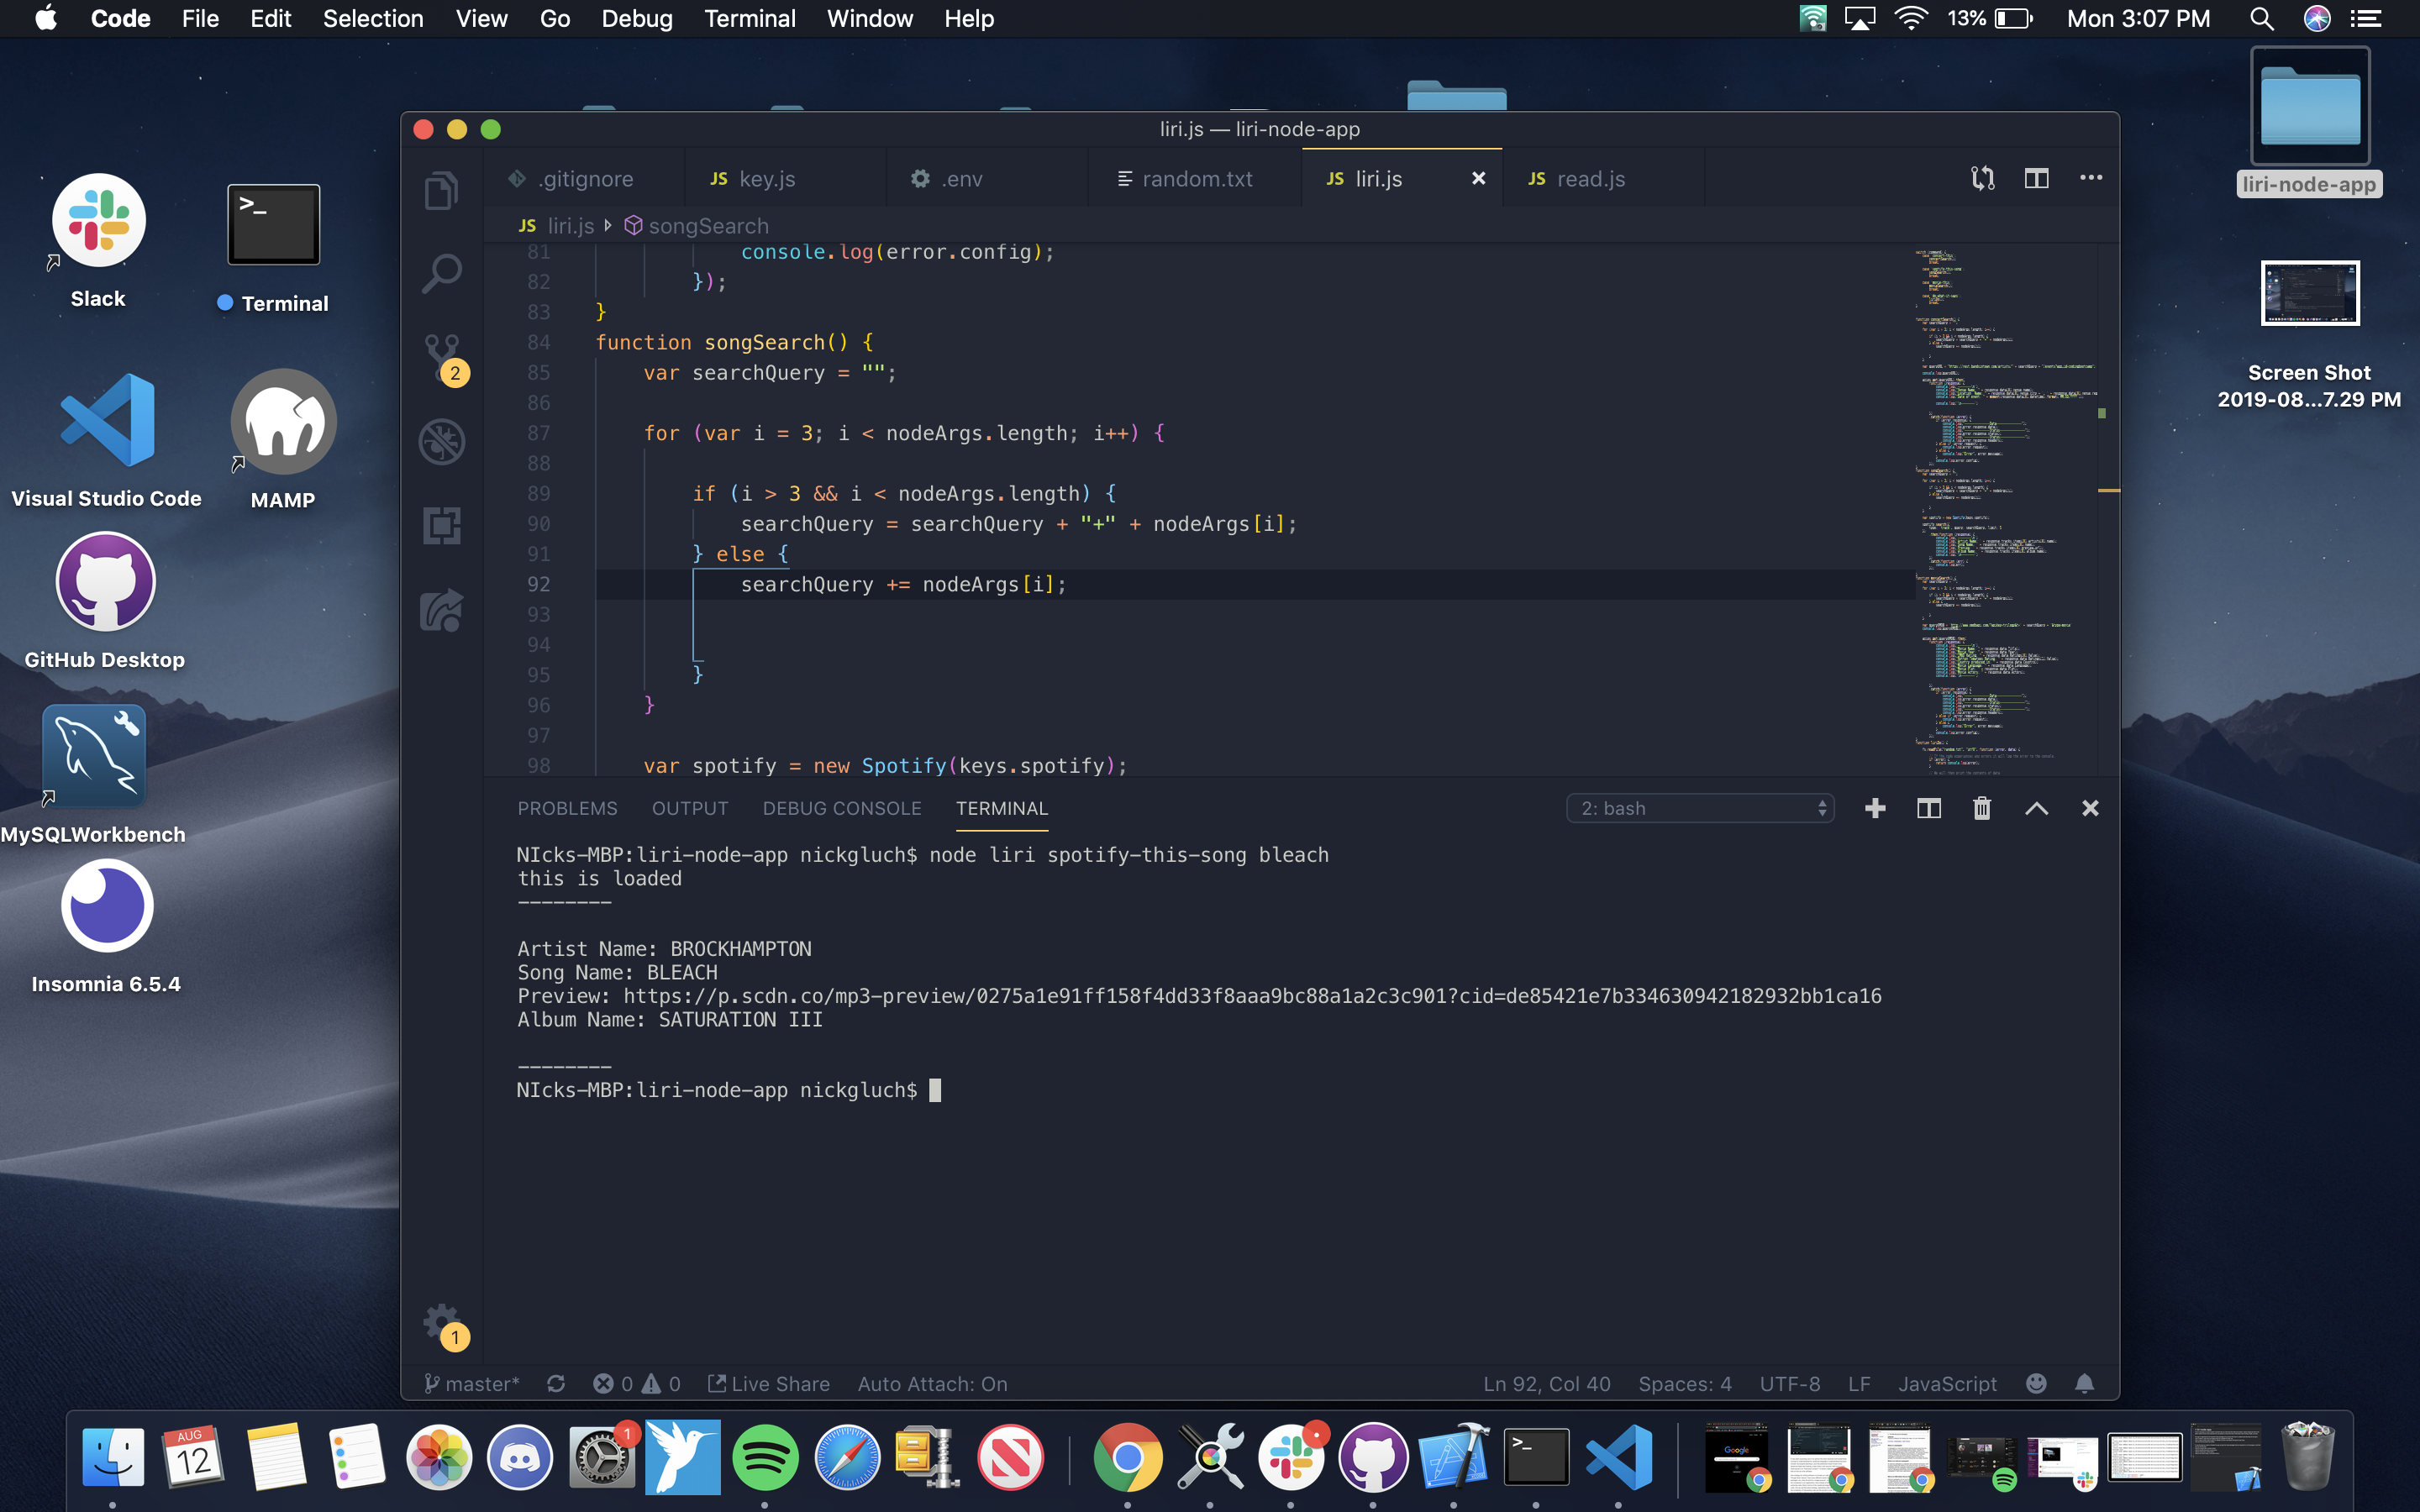 Code File Edit Selection View Go Debug Terminal Window Help 13% Mon 3:07 PM
liri.js — liri-node-app
.gitignore JS key.js .env random.txt JS liri.js JS read.js
JS liri.js songSearch
81 console.log(error.config);
82 });
83 }
84 function songSearch() {
85 var searchQuery = "";
86
87 for (var i = 3; i < nodeArgs.length; i++) {
88
89 if (i > 3 && i < nodeArgs.length) {
90 searchQuery = searchQuery + "+" + nodeArgs[i];
91 } else {
92 searchQuery += nodeArgs[i];
93
94
95 }
96 }
97
98 var spotify = new Spotify(keys.spotify);
2
PROBLEMS OUTPUT DEBUG CONSOLE TERMINAL 2: bash
NIcks-MBP:liri-node-app nickgluch$ node liri spotify-this-song bleach
this is loaded
--------
Artist Name: BROCKHAMPTON
Song Name: BLEACH
Preview: https://p.scdn.co/mp3-preview/0275a1e91ff158f4dd33f8aaa9bc88a1a2c3c901?cid=de85421e7b334630942182932bb1ca16
Album Name: SATURATION III
--------
NIcks-MBP:liri-node-app nickgluch$
1
master* 0 0 Live Share Auto Attach: On Ln 92, Col 40 Spaces: 4 UTF-8 LF JavaScript
Slack
>_
Terminal
Visual Studio Code
MAMP
GitHub Desktop
MySQLWorkbench
Insomnia 6.5.4
liri-node-app
Screen Shot
2019-08...7.29 PM
AUG
12
1
>_
Google